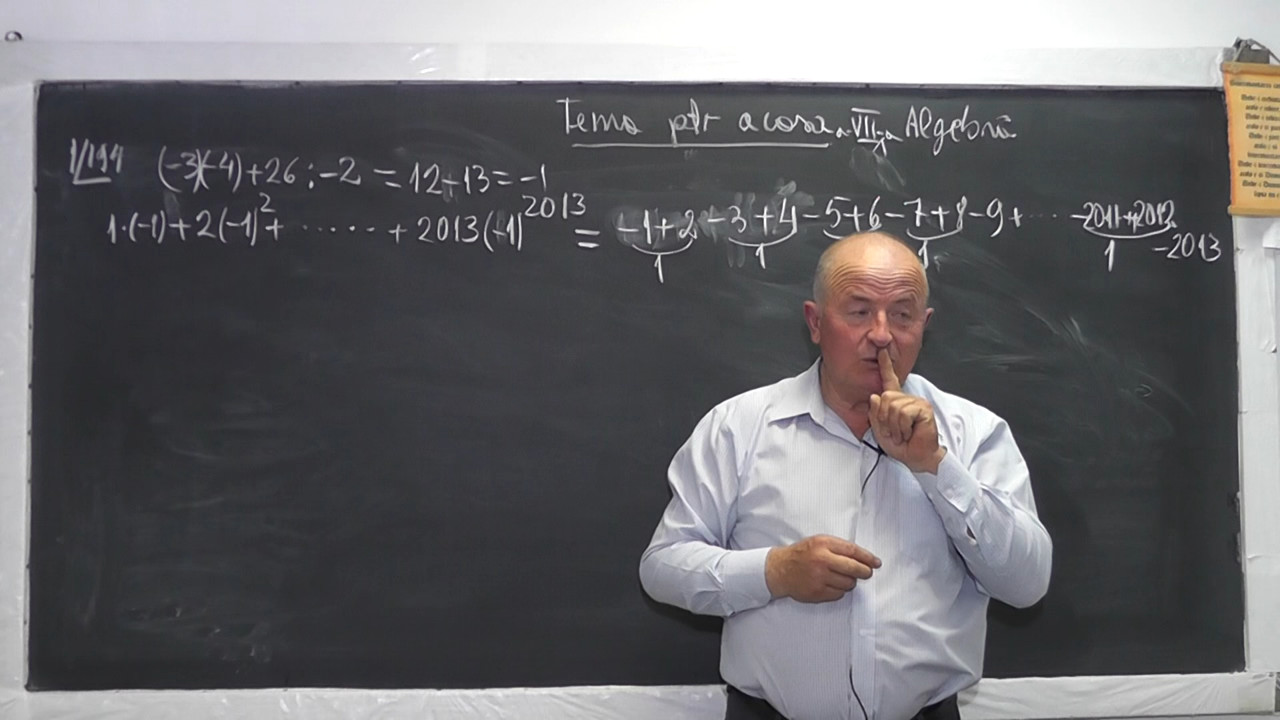 Tema ptr acasa a VII-a Algebră
1/194 (-3)(-4)+26:-2 = 12+13 = -1
1·(-1)+2(-1)²+ ······ + 2013(-1)²⁰¹³ = -1+2-3+4-5+6-7+8-9+ ··· -2011+2012
1 1 1 1 -2013